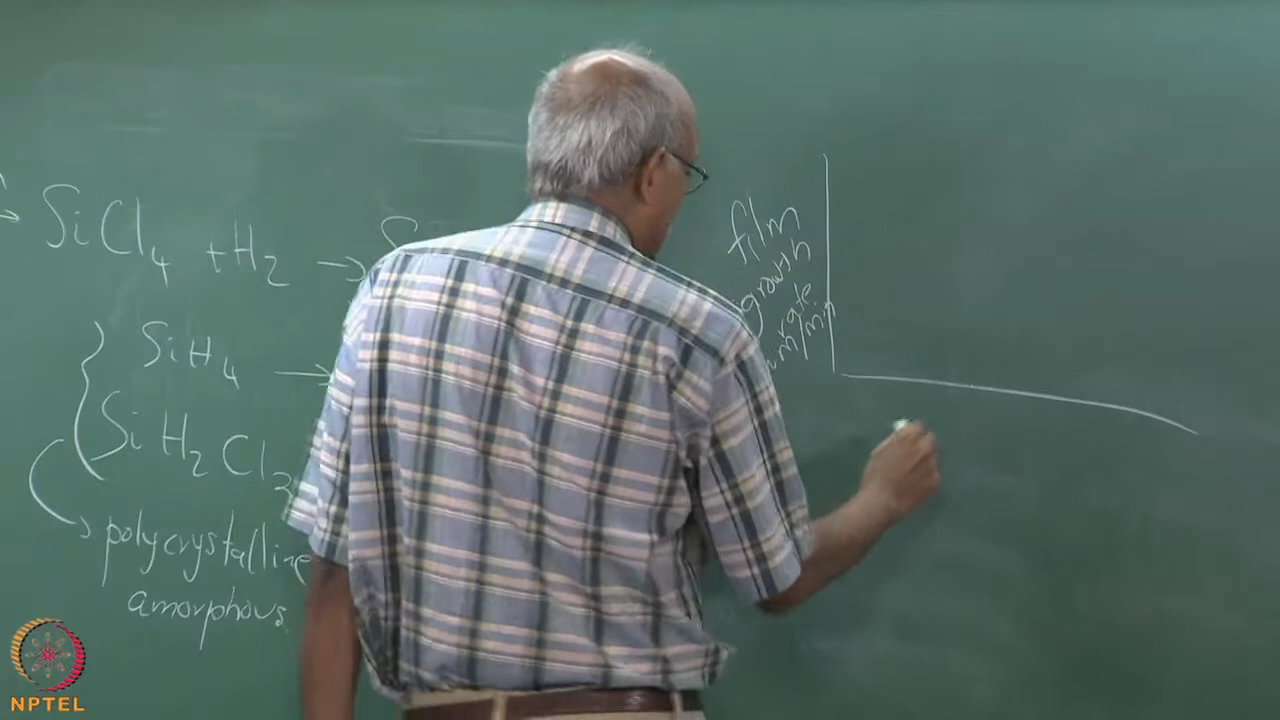 SiCl4 + H2 → S
SiH4 →
SiH2Cl2
polycrystalline
amorphous
film
growth
rate
nm/min
NPTEL